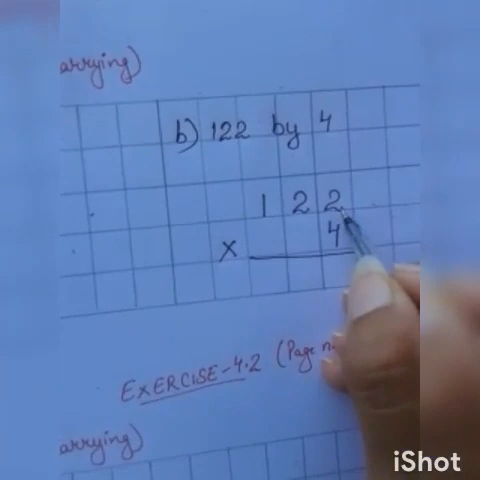 arrying)
b) 122 by 4
1 2 2
4
x
EXERCISE-4.2 (Page n
arrying)
iShot